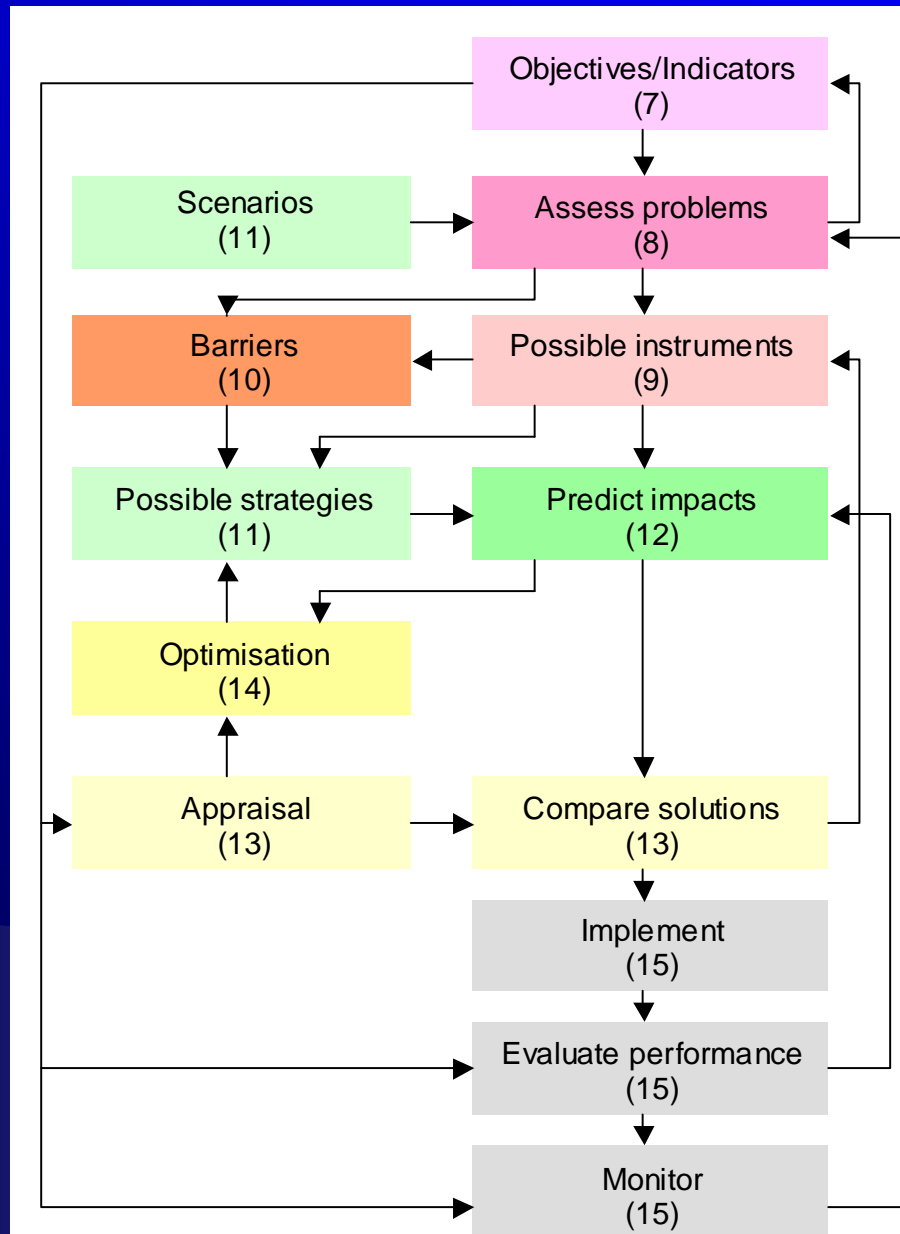 Objectives/Indicators
(7)
Scenarios
(11)
Assess problems
(8)
Barriers
(10)
Possible instruments
(9)
Possible strategies
(11)
Predict impacts
(12)
Optimisation
(14)
Appraisal
(13)
Compare solutions
(13)
Implement
(15)
Evaluate performance
(15)
Monitor
(15)